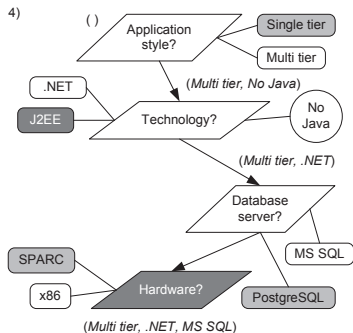 4)
( )
Application
style?
Single tier
Multi tier
(Multi tier, No Java)
.NET
J2EE
Technology?
No
Java
(Multi tier, .NET)
Database
server?
MS SQL
SPARC
x86
Hardware?
PostgreSQL
(Multi tier, .NET, MS SQL)